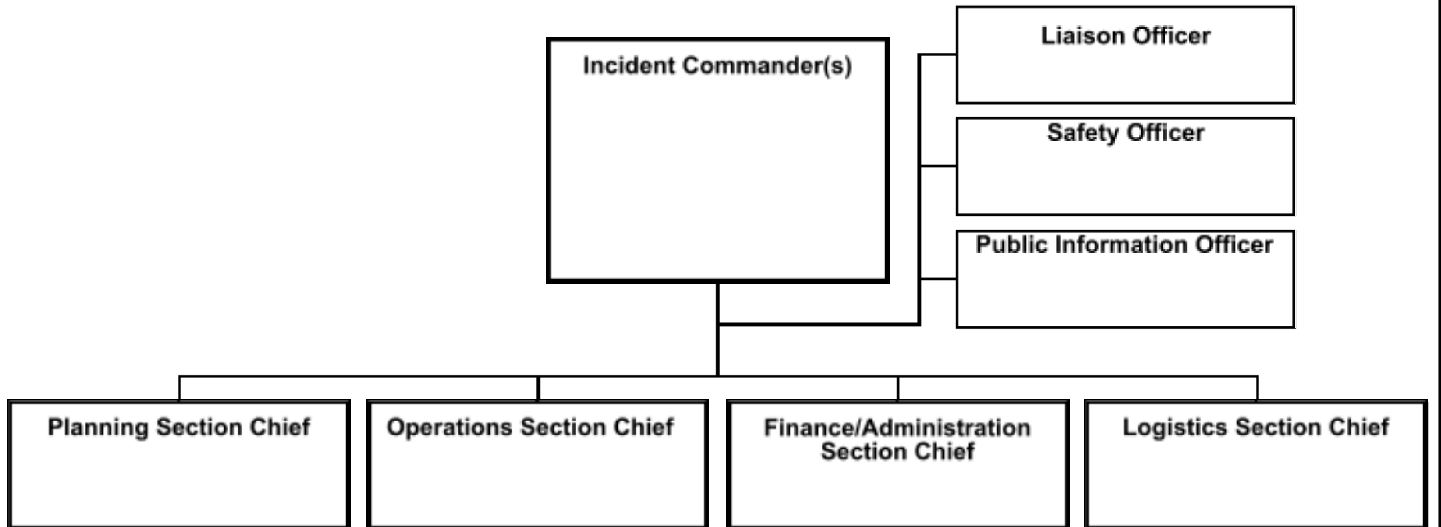 Incident Commander(s)
Liaison Officer
Safety Officer
Public Information Officer
Planning Section Chief
Operations Section Chief
Finance/Administration
Section Chief
Logistics Section Chief